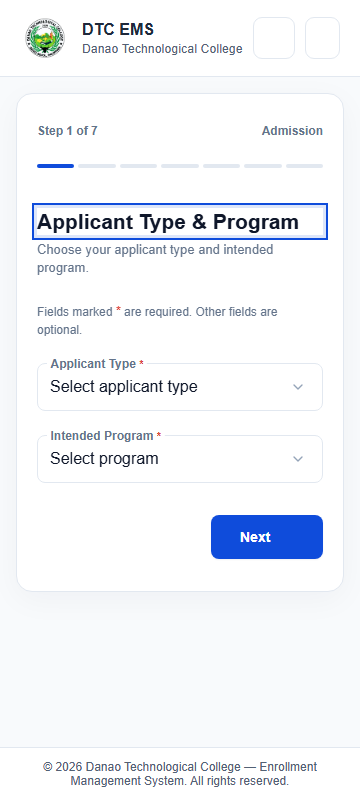 DTC EMS
Danao Technological College
Step 1 of 7
Admission
Applicant Type & Program
Choose your applicant type and intended
program.
Fields marked * are required. Other fields are
optional.
Applicant Type *
Select applicant type
Intended Program *
Select program
Next
© 2026 Danao Technological College — Enrollment
Management System. All rights reserved.